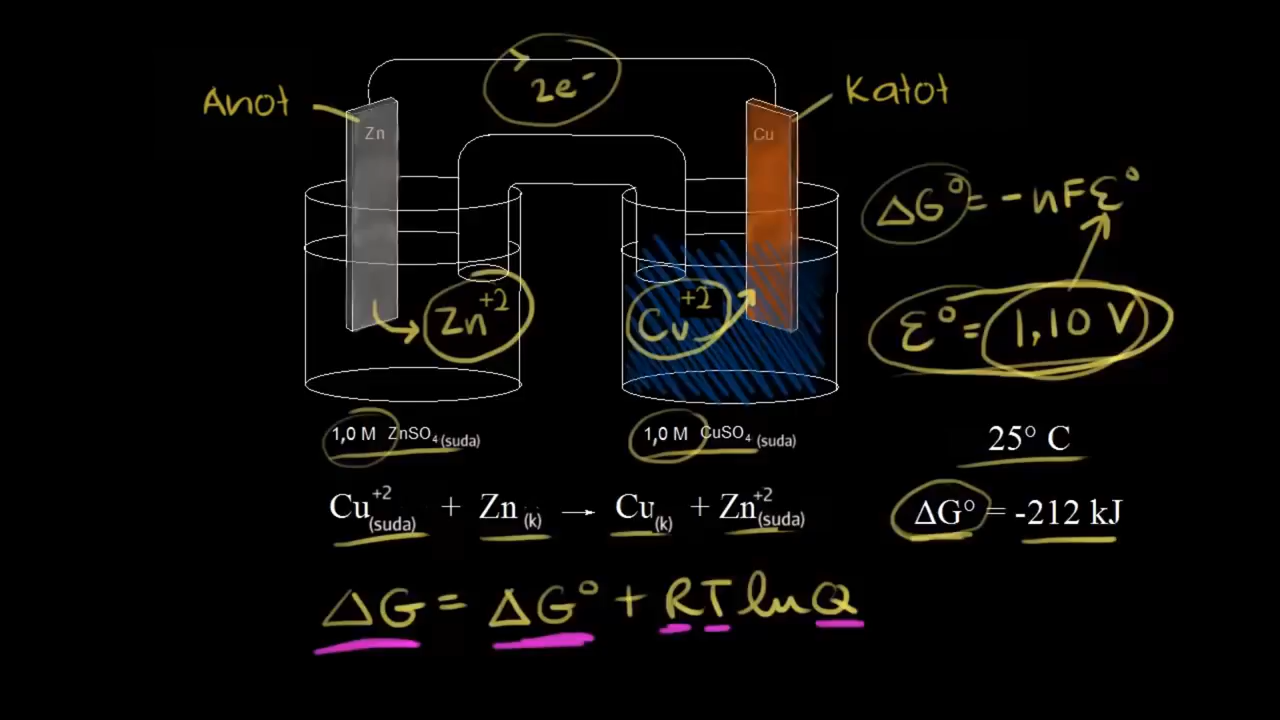 2e⁻
Anot
Katot
Zn
Cu
ΔG° = -nFε°
Zn⁺²
Cu⁺²
ε° = 1,10 V
1,0 M ZnSO₄(suda)
1,0 M CuSO₄(suda)
25° C
Cu⁺²(suda) + Zn(k) → Cu(k) + Zn⁺²(suda)
ΔG° = -212 kJ
ΔG = ΔG° + RT ln Q